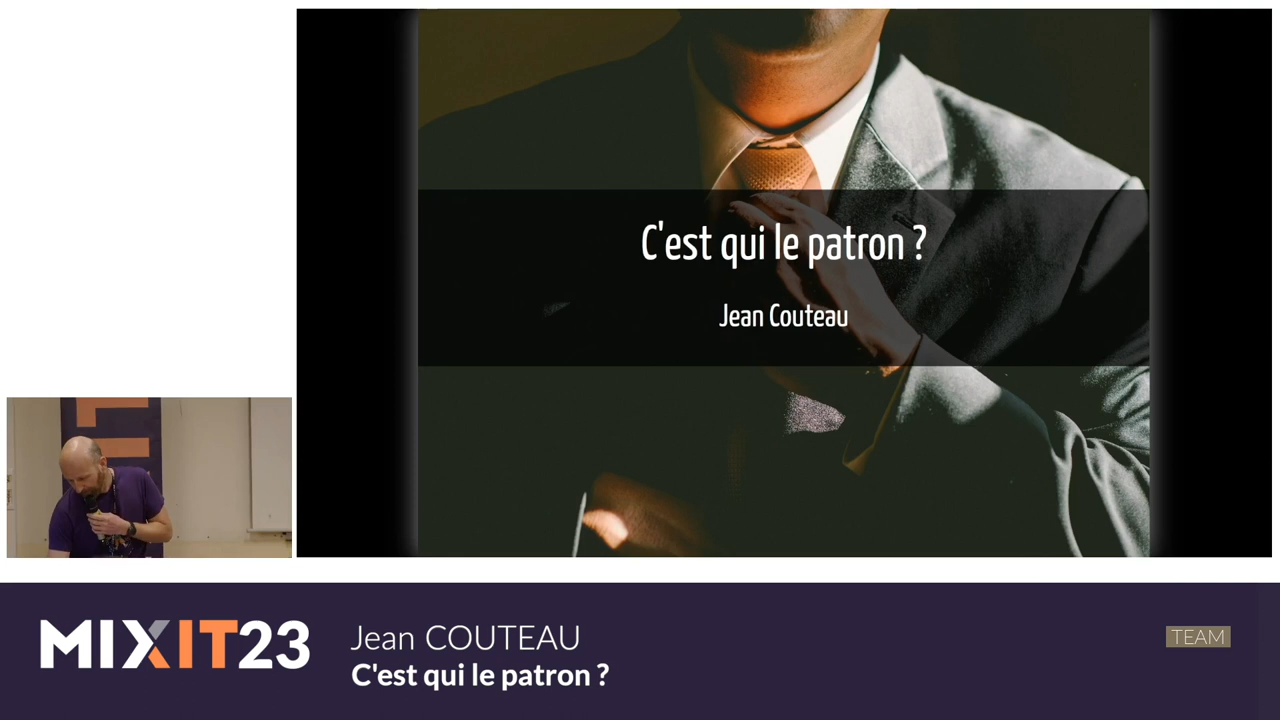 C'est qui le patron ?
Jean Couteau
MIXIT23
Jean COUTEAU
C'est qui le patron ?
TEAM